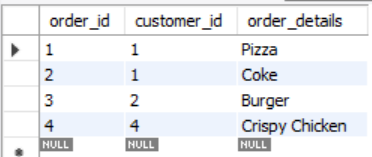 order_id customer_id order_details
1 1 Pizza
2 1 Coke
3 2 Burger
4 4 Crispy Chicken
NULL NULL NULL